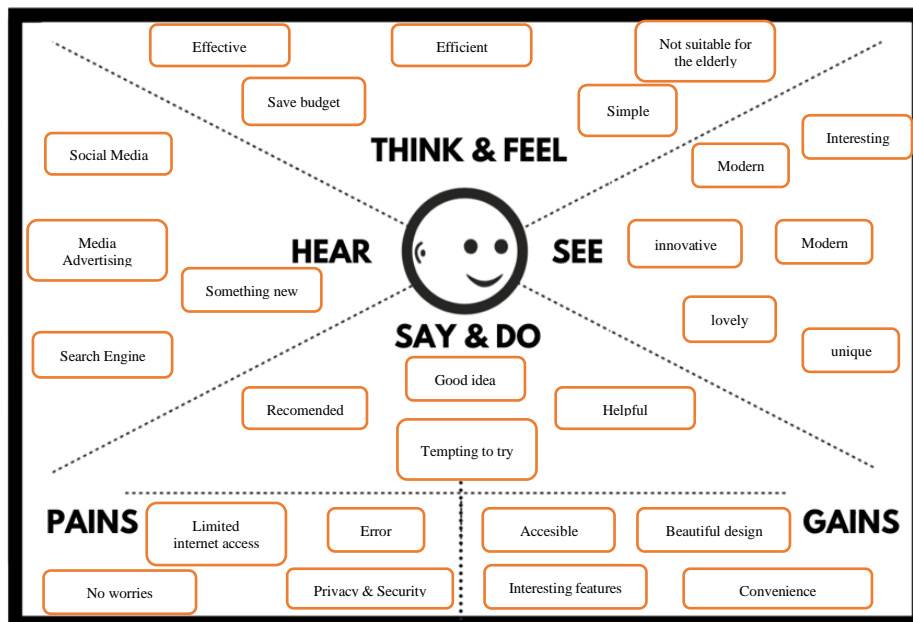 Effective
Efficient
Not suitable for
the elderly
Save budget
Simple
THINK & FEEL
Social Media
Media
Advertising
Something new
Search Engine
HEAR
SEE
Interesting
Modern
innovative
Modern
lovely
unique
SAY & DO
Good idea
Recomended
Helpful
Tempting to try
PAINS
Limited
internet access
Error
No worries
Privacy & Security
GAINS
Accesible
Beautiful design
Interesting features
Convenience